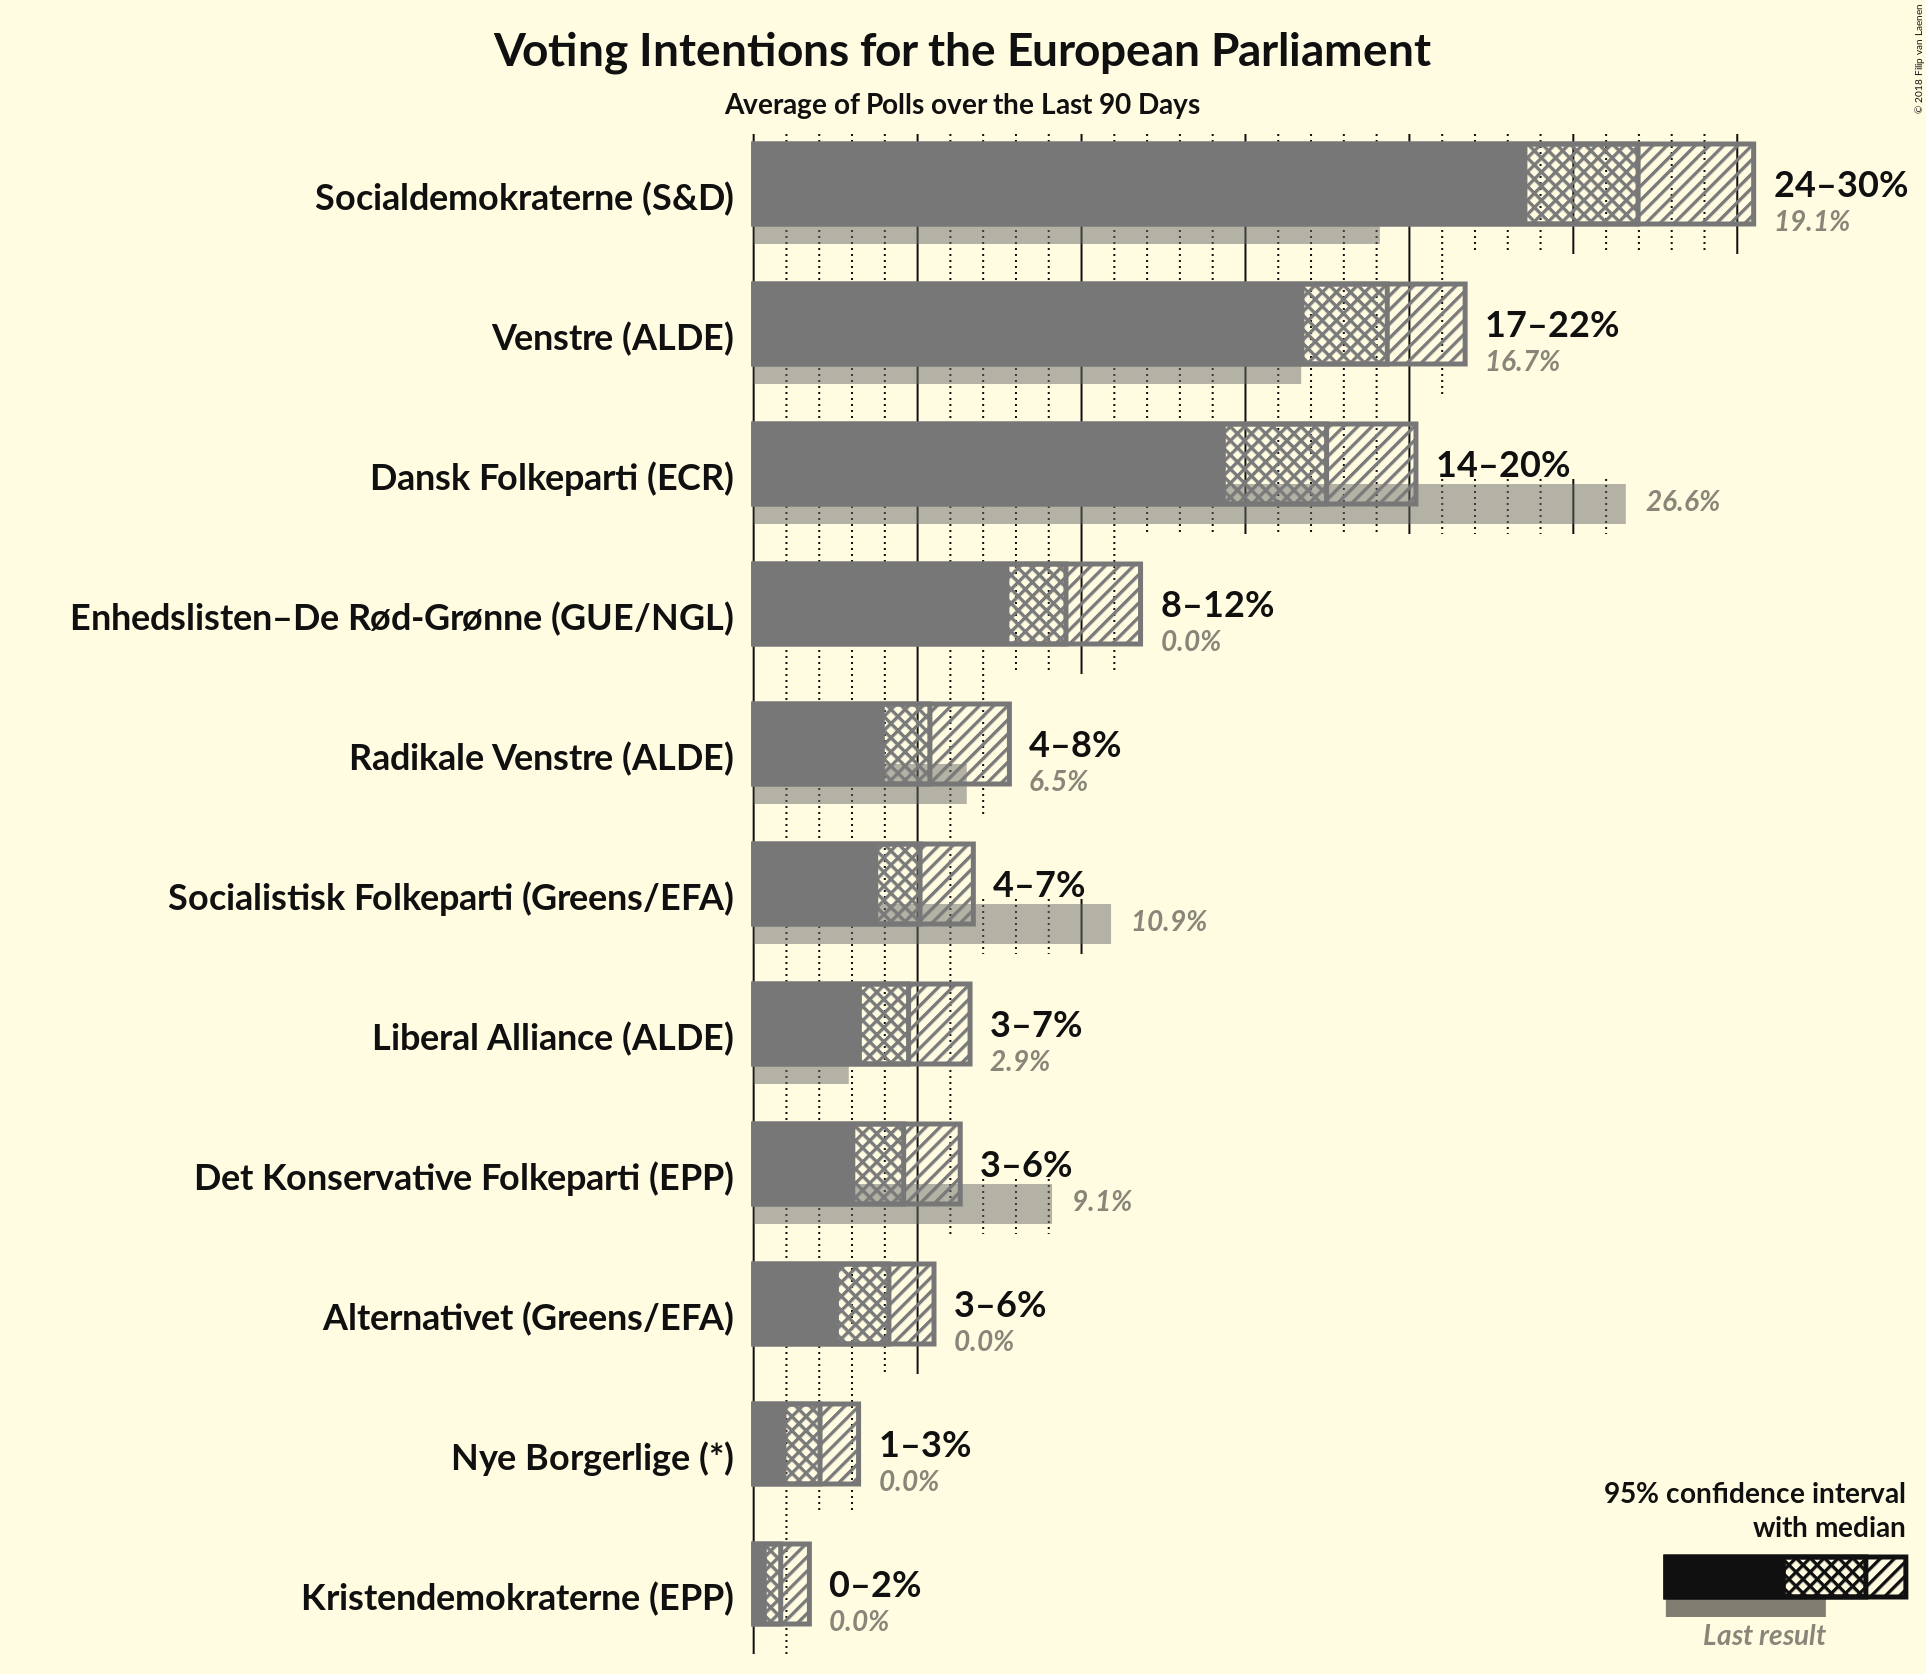 Voting Intentions for the European Parliament
Average of Polls over the Last 90 Days
© 2018 Filip van Laenen
Socialdemokraterne (S&D)
24–30%
19.1%
Venstre (ALDE)
17–22%
16.7%
Dansk Folkeparti (ECR)
14–20%
26.6%
Enhedslisten–De Rød-Grønne (GUE/NGL)
8–12%
0.0%
Radikale Venstre (ALDE)
4–8%
6.5%
Socialistisk Folkeparti (Greens/EFA)
4–7%
10.9%
Liberal Alliance (ALDE)
3–7%
2.9%
Det Konservative Folkeparti (EPP)
3–6%
9.1%
Alternativet (Greens/EFA)
3–6%
0.0%
Nye Borgerlige (*)
1–3%
0.0%
Kristendemokraterne (EPP)
0–2%
0.0%
95% confidence interval
with median
Last result